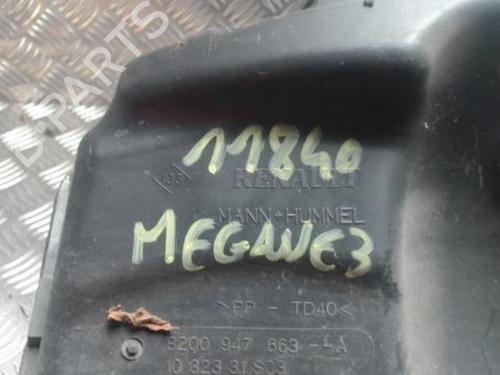 B-PARTS
11840
RENAULT
MANN+HUMMEL
MEGANE3
>PP - TD40<
8200 947 663--A
10 323 31 S03